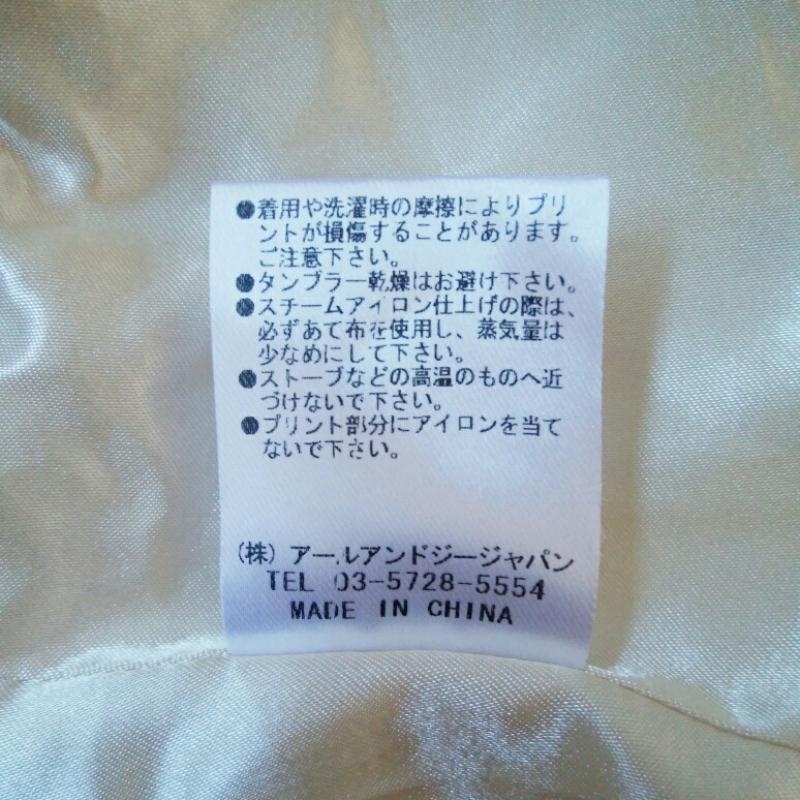 ●着用や洗濯時の摩擦によりプリ
ントが損傷することがあります。
ご注意下さい。
●タンブラー乾燥はお避け下さい。
●スチームアイロン仕上げの際は、
必ずあて布を使用し、蒸気量は
少なめにして下さい。
●ストーブなどの高温のものへ近
づけないで下さい。
●プリント部分にアイロンを当て
ないで下さい。
(株) アールアンドジージャパン
TEL 03-5728-5554
MADE IN CHINA